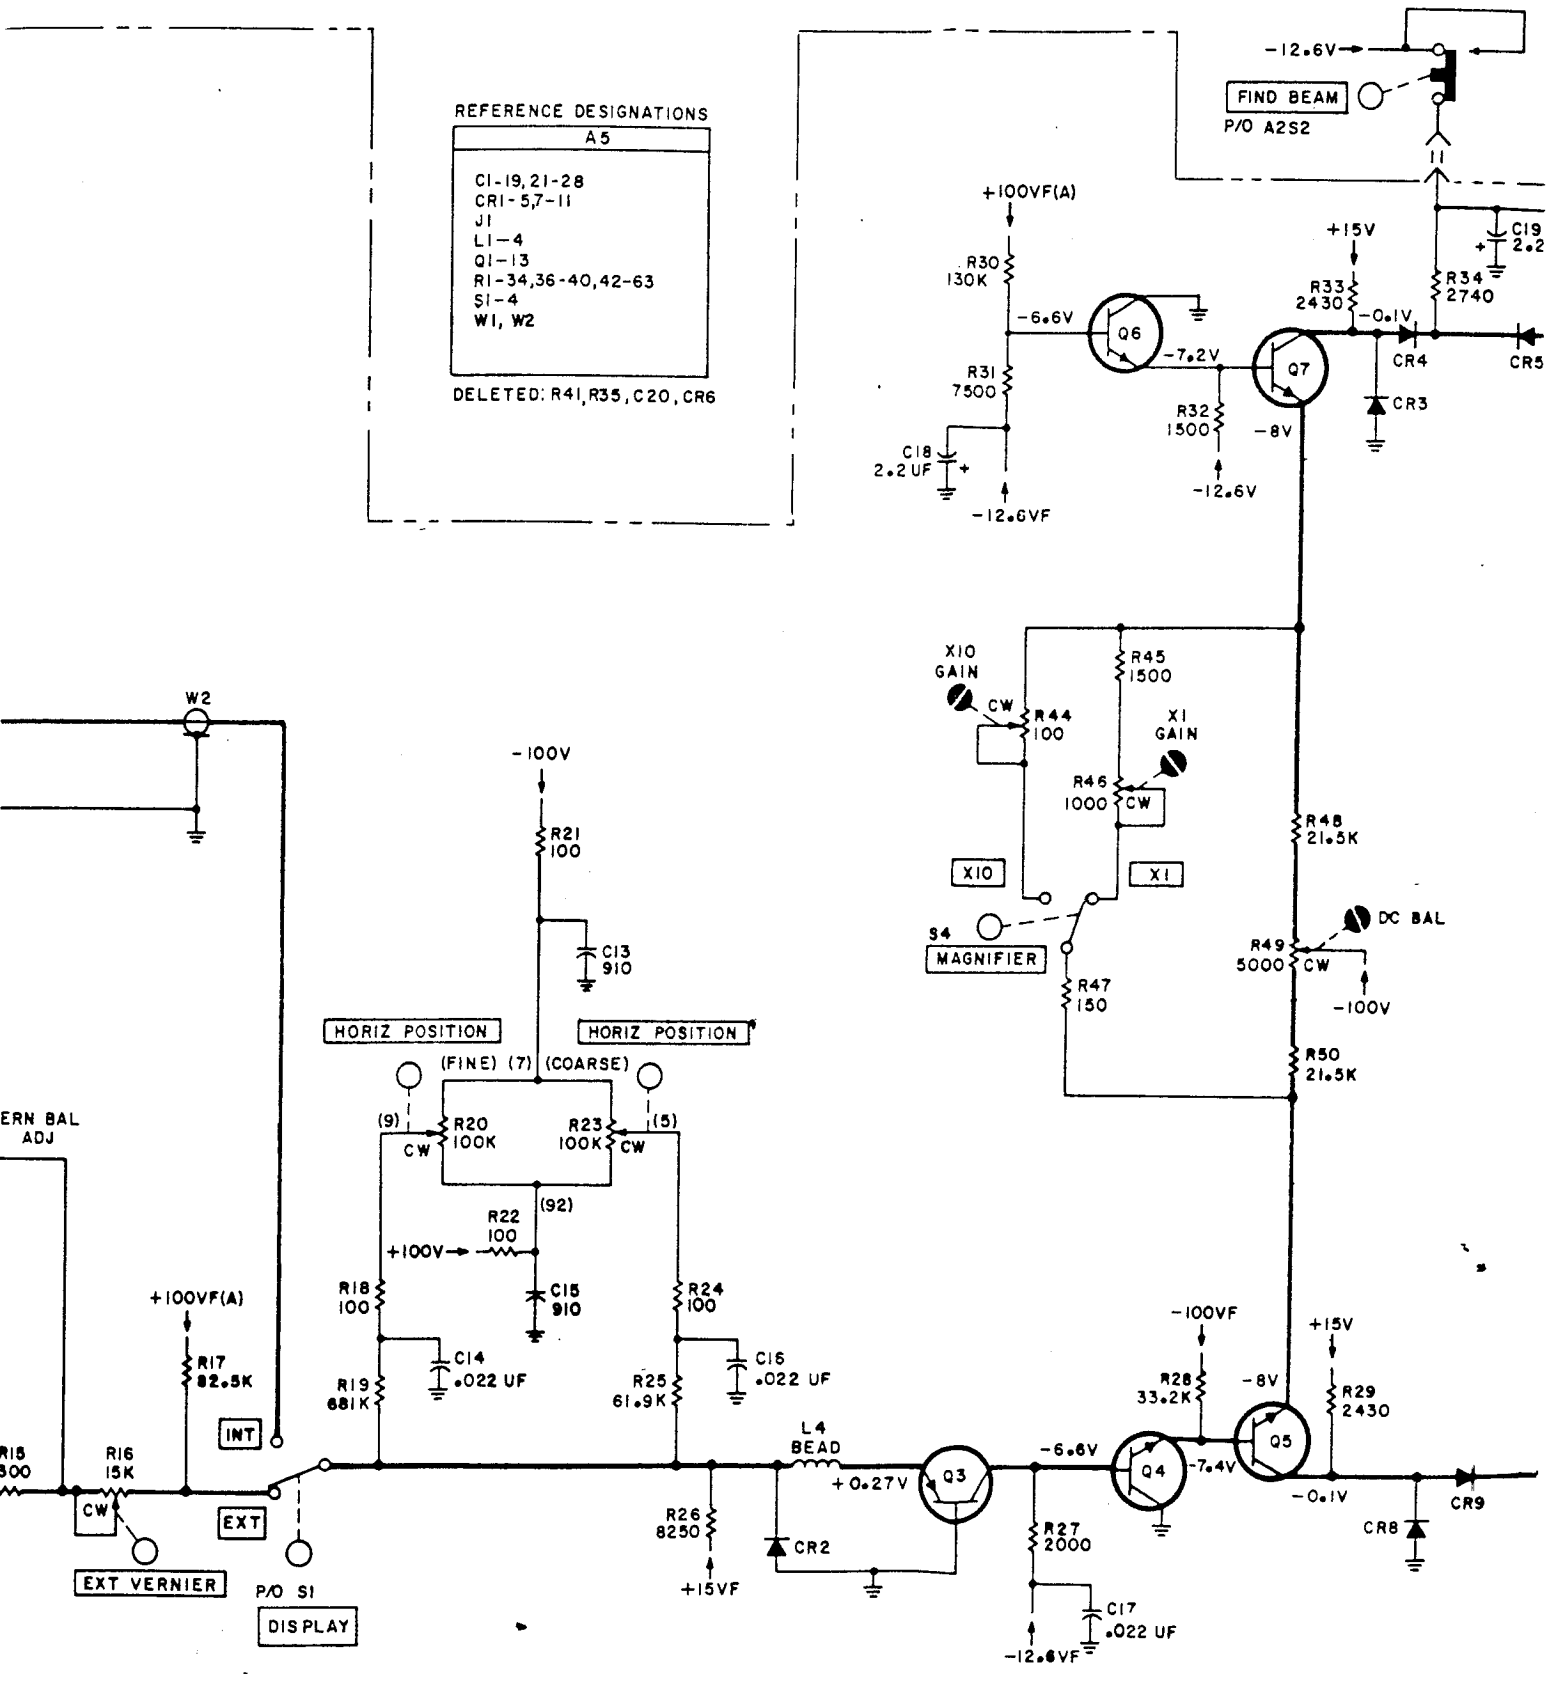 -12.6V
FIND BEAM
P/O A2S2
11
REFERENCE DESIGNATIONS
A5
C1-19,21-28
CR1-5,7-11
J1
L1-4
Q1-13
R1-34,36-40,42-63
S1-4
W1, W2
DELETED: R41,R35,C20,CR6
+100VF(A)
R30
130K
-6.6V
Q6
R31
7500
-7.2V
R32
1500
-12.6V
C18
2.2UF
+
-12.6VF
+15V
R33
2430
-0.1V
Q7
-8V
CR3
CR4
R34
2740
C19
2.2
+
CR5
W2
X10
GAIN
CW
R44
100
R45
1500
X1
GAIN
R46
1000
CW
X10
X1
S4
MAGNIFIER
R47
150
R48
21.5K
DC BAL
R49
5000
CW
-100V
R50
21.5K
-100V
R21
100
C13
910
HORIZ POSITION
HORIZ POSITION
(FINE) (7) (COARSE)
(9)
R20
100K
CW
R23
100K
CW
(5)
(92)
R22
100
+100V
C15
910
R18
100
R24
100
C14
.022 UF
C16
.022 UF
R19
681K
R25
61.9K
ERN BAL
ADJ
+100VF(A)
R17
82.5K
INT
R15
300
R16
15K
CW
EXT
EXT VERNIER
P/O S1
DISPLAY
R26
8250
+15VF
L4
BEAD
+0.27V
CR2
Q3
-6.6V
R27
2000
C17
.022 UF
-12.6VF
Q4
-100VF
R28
33.2K
-7.4V
-8V
Q5
+15V
R29
2430
-0.1V
CR8
CR9